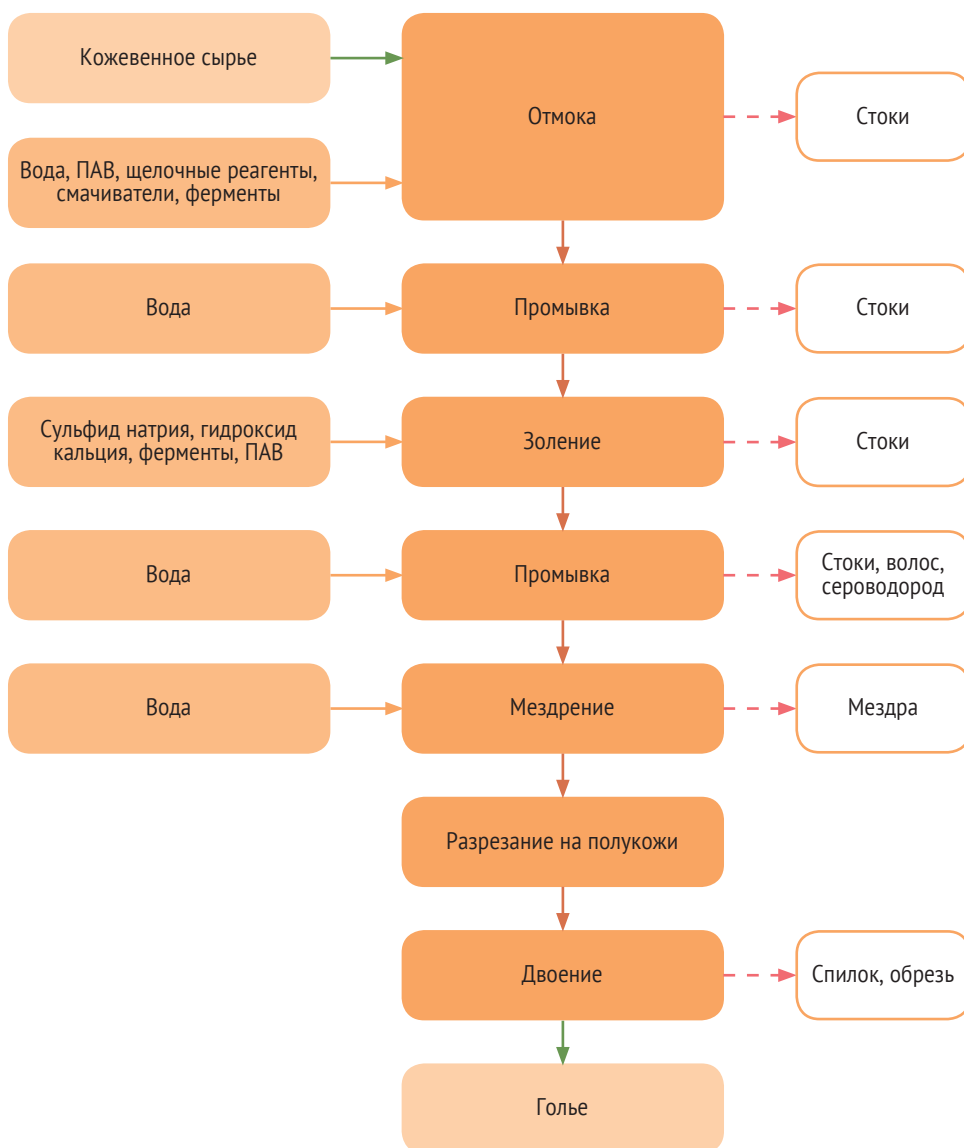 Кожевенное сырье
Отмока
Стоки
Вода, ПАВ, щелочные реагенты,
смачиватели, ферменты
Вода
Промывка
Стоки
Сульфид натрия, гидроксид
кальция, ферменты, ПАВ
Золение
Стоки
Вода
Промывка
Стоки, волос,
сероводород
Вода
Мездрение
Мездра
Разрезание на полукожи
Двоение
Спилок, обрезь
Голье